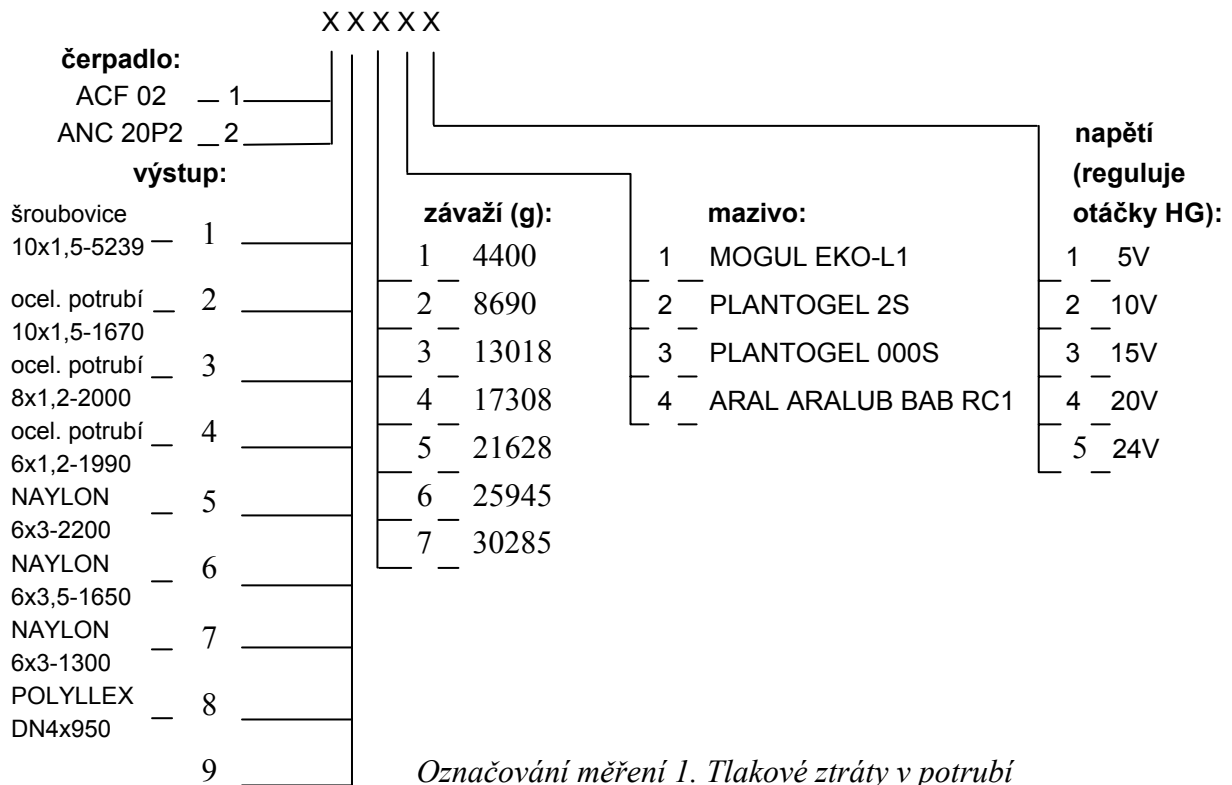 X X X X X
čerpadlo:
ACF 02 – 1
ANC 20P2 _ 2
výstup:
šroubovice
10x1,5-5239 – 1
ocel. potrubí – 2
10x1,5-1670
ocel. potrubí – 3
8x1,2-2000
ocel. potrubí – 4
6x1,2-1990
NAYLON – 5
6x3-2200
NAYLON – 6
6x3,5-1650
NAYLON – 7
6x3-1300
POLYLLEX – 8
DN4x950
9
závaží (g):
1 4400
2 8690
3 13018
4 17308
5 21628
6 25945
7 30285
mazivo:
1 MOGUL EKO-L1
2 PLANTOGEL 2S
3 PLANTOGEL 000S
4 ARAL ARALUB BAB RC1
napětí
(reguluje
otáčky HG):
1 5V
2 10V
3 15V
4 20V
5 24V
Označování měření 1. Tlakové ztráty v potrubí